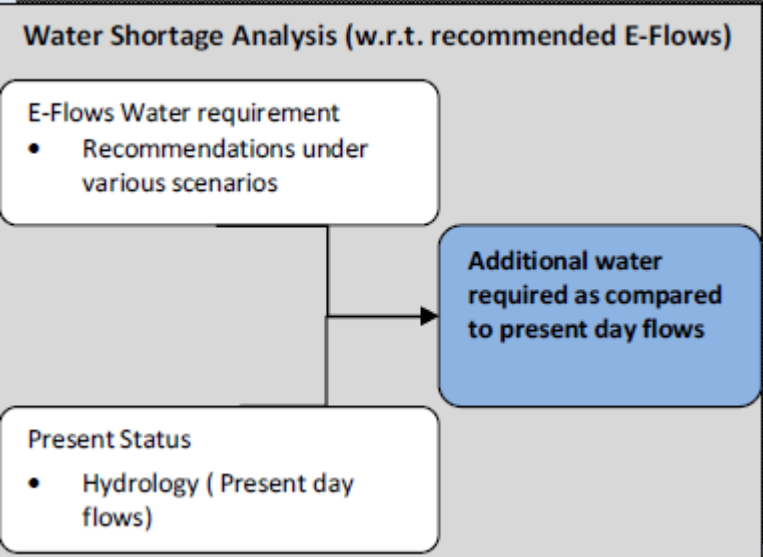 Water Shortage Analysis (w.r.t. recommended E-Flows)
E-Flows Water requirement
• Recommendations under
various scenarios
Additional water
required as compared
to present day flows
Present Status
• Hydrology ( Present day
flows)